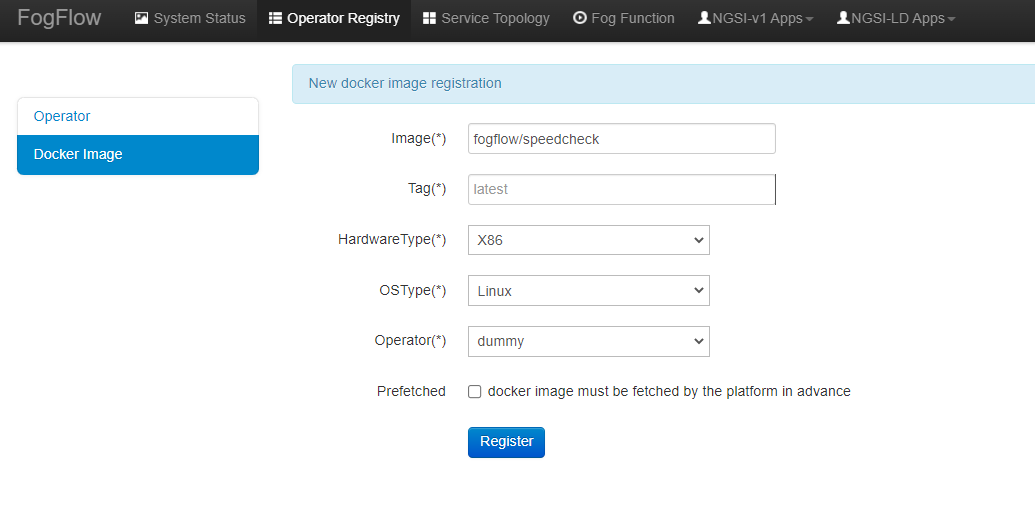 FogFlow System Status Operator Registry Service Topology Fog Function NGSI-v1 Apps NGSI-LD Apps
New docker image registration
Operator
Docker Image
Image(*) fogflow/speedcheck
Tag(*) latest
HardwareType(*) X86
OSType(*) Linux
Operator(*) dummy
Prefetched docker image must be fetched by the platform in advance
Register